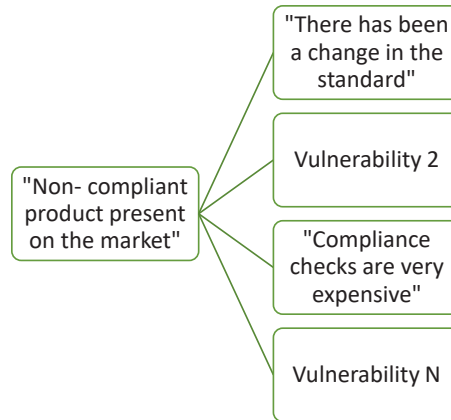 "There has been
a change in the
standard"
Vulnerability 2
"Non- compliant
product present
on the market"
"Compliance
checks are very
expensive"
Vulnerability N